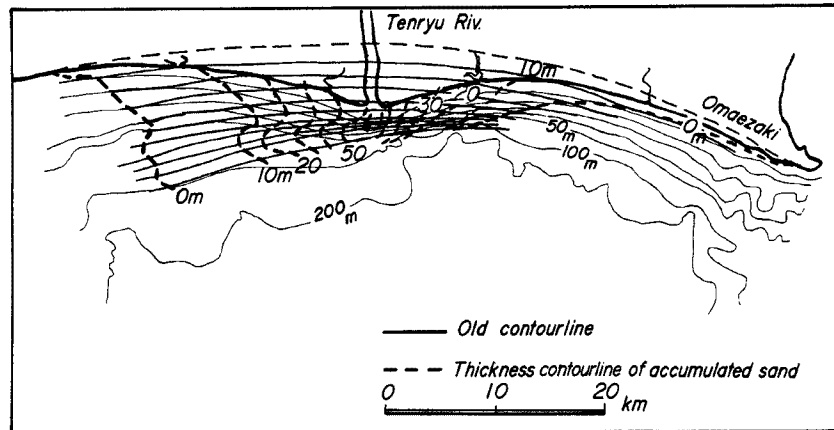 Tenryu Riv.
10m
30
0
Omaezaki
0m
50m
50
20
10m
100m
0m
200m
Old contourline
Thickness contourline of accumulated sand
0 10 20
km